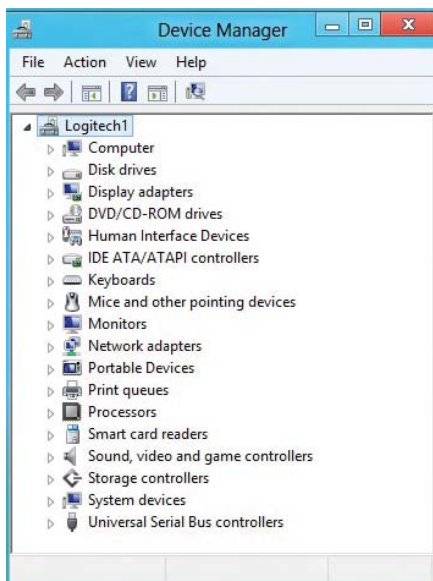 Device Manager
File Action View Help
Logitech1
Computer
Disk drives
Display adapters
DVD/CD-ROM drives
Human Interface Devices
IDE ATA/ATAPI controllers
Keyboards
Mice and other pointing devices
Monitors
Network adapters
Portable Devices
Print queues
Processors
Smart card readers
Sound, video and game controllers
Storage controllers
System devices
Universal Serial Bus controllers